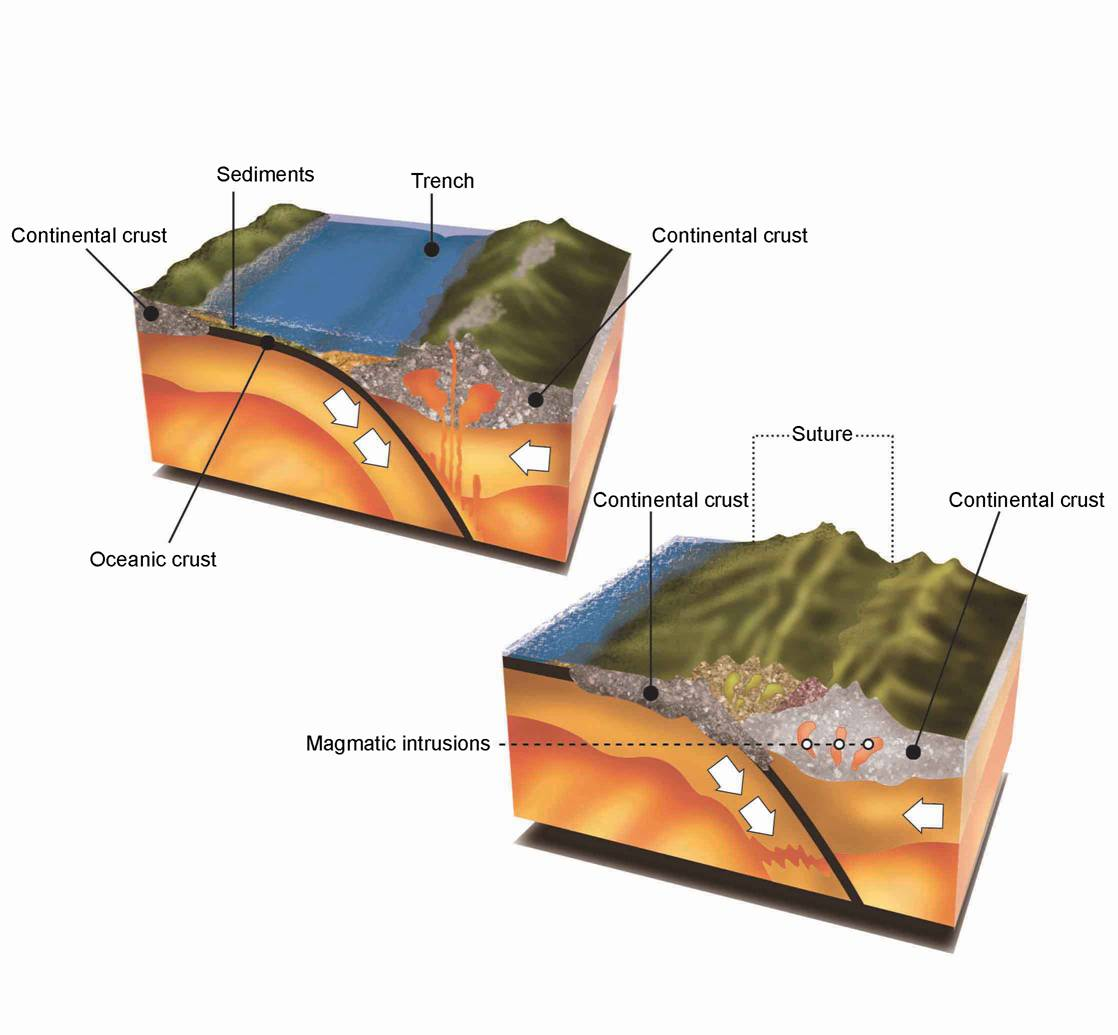 Sediments
Trench
Continental crust
Continental crust
Oceanic crust
Suture
Continental crust
Continental crust
Magmatic intrusions